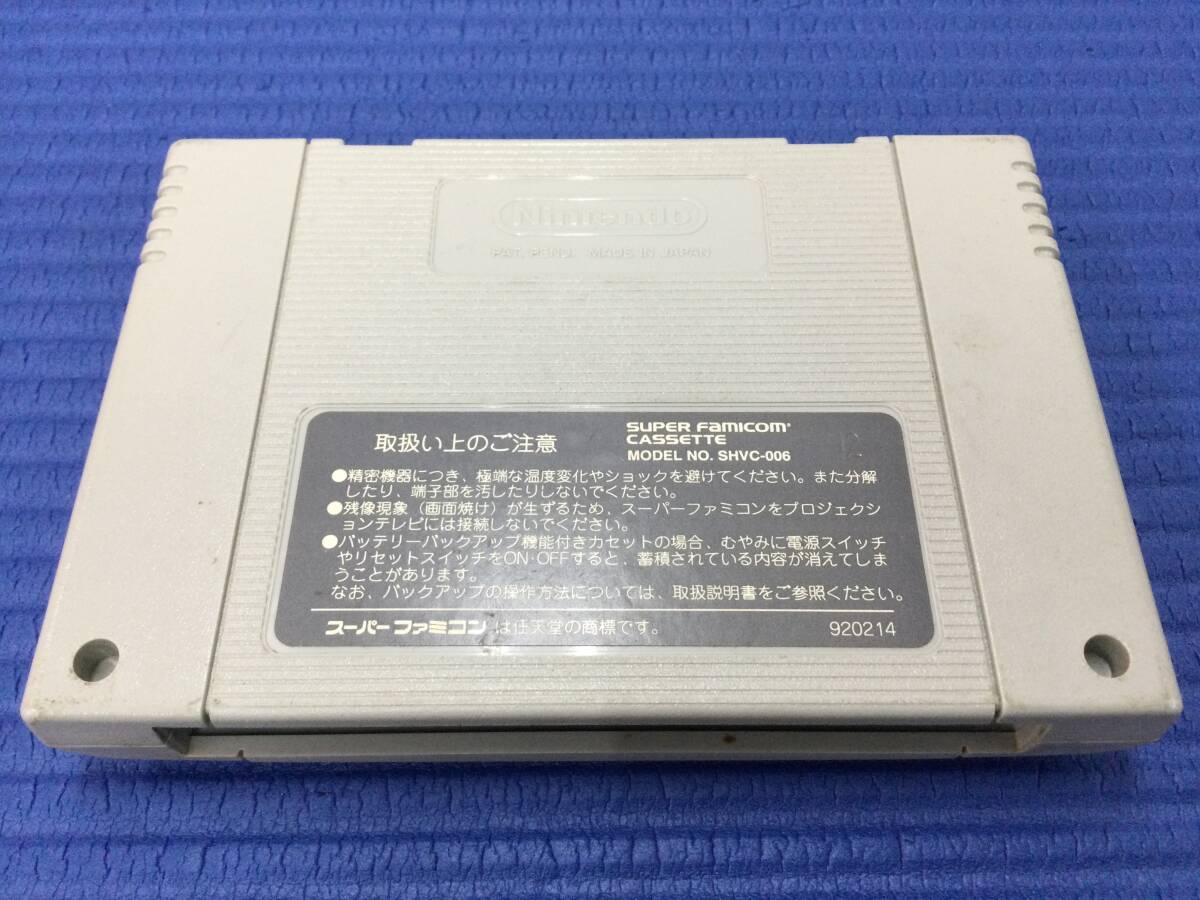 Nintendo
PAT. PEND. MADE IN JAPAN
取扱い上のご注意
SUPER Famicom
CASSETTE
MODEL NO. SHVC-006
●精密機器につき、極端な温度変化やショックを避けてください。また分解
したり、端子部を汚したりしないでください。
●残像現象（画面焼け）が生ずるため、スーパーファミコンをプロジェクシ
ョンテレビには接続しないでください。
●バッテリーバックアップ機能付きカセットの場合、むやみに電源スイッチ
やリセットスイッチをON・OFFすると、蓄積されている内容が消えてしま
うことがあります。
なお、バックアップの操作方法については、取扱説明書をご参照ください。
スーパーファミコンは任天堂の商標です。
920214